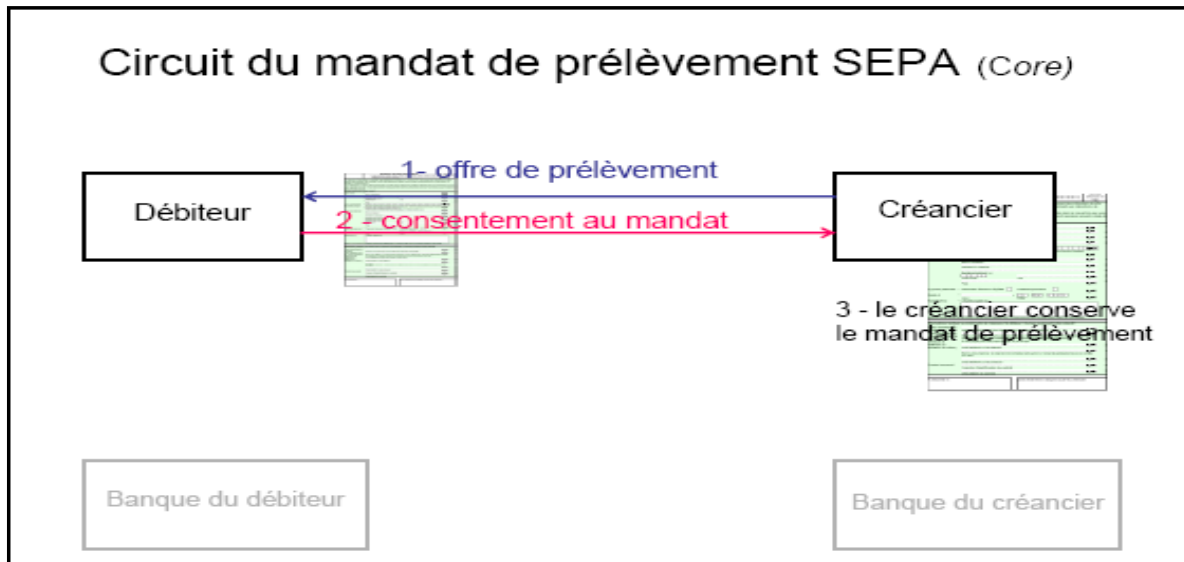 Circuit du mandat de prélèvement SEPA (Core)
1- offre de prélèvement
Débiteur
Créancier
2 - consentement au mandat
3 - le créancier conserve
le mandat de prélèvement
Banque du débiteur
Banque du créancier